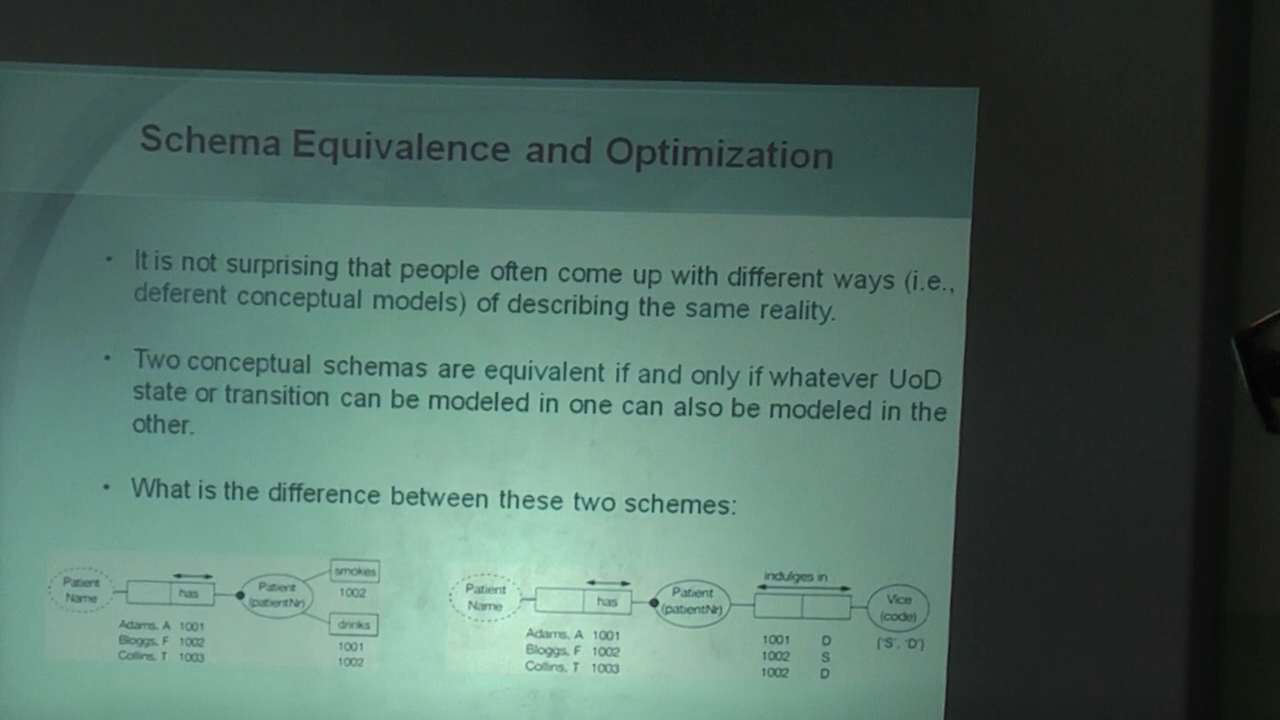 Schema Equivalence and Optimization
• It is not surprising that people often come up with different ways (i.e.,
deferent conceptual models) of describing the same reality.
• Two conceptual schemas are equivalent if and only if whatever UoD
state or transition can be modeled in one can also be modeled in the
other.
• What is the difference between these two schemes:
Patient
Name
has
Patient
(patientNr)
smokes
1002
drinks
1001
1002
Adams, A 1001
Bloggs, F 1002
Collins, T 1003
Patient
Name
has
Patient
(patientNr)
indulges in
Vice
(code)
{'S', 'D'}
Adams, A 1001
Bloggs, F 1002
Collins, T 1003
1001 D
1002 S
1002 D